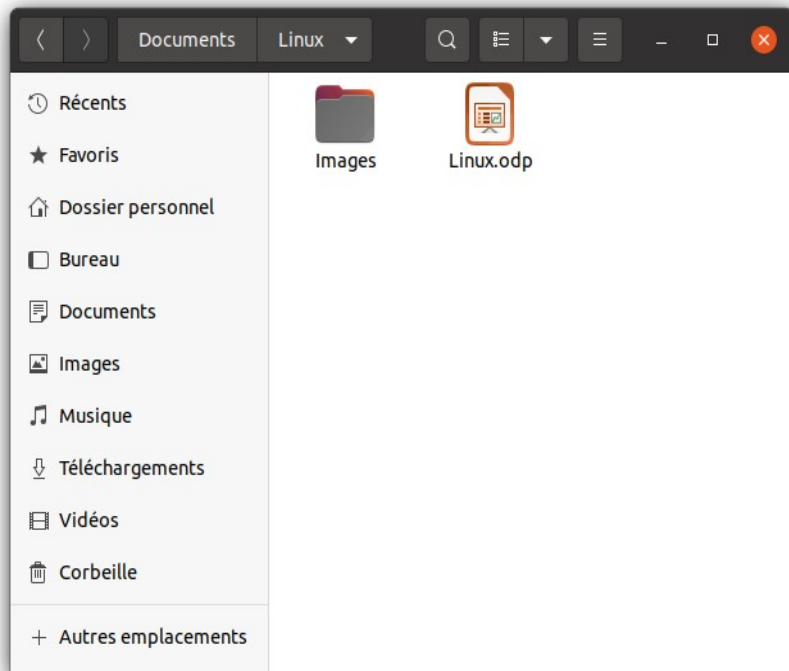 Documents Linux
Récents
Favoris
Dossier personnel
Bureau
Documents
Images
Musique
Téléchargements
Vidéos
Corbeille
Autres emplacements
Images Linux.odp